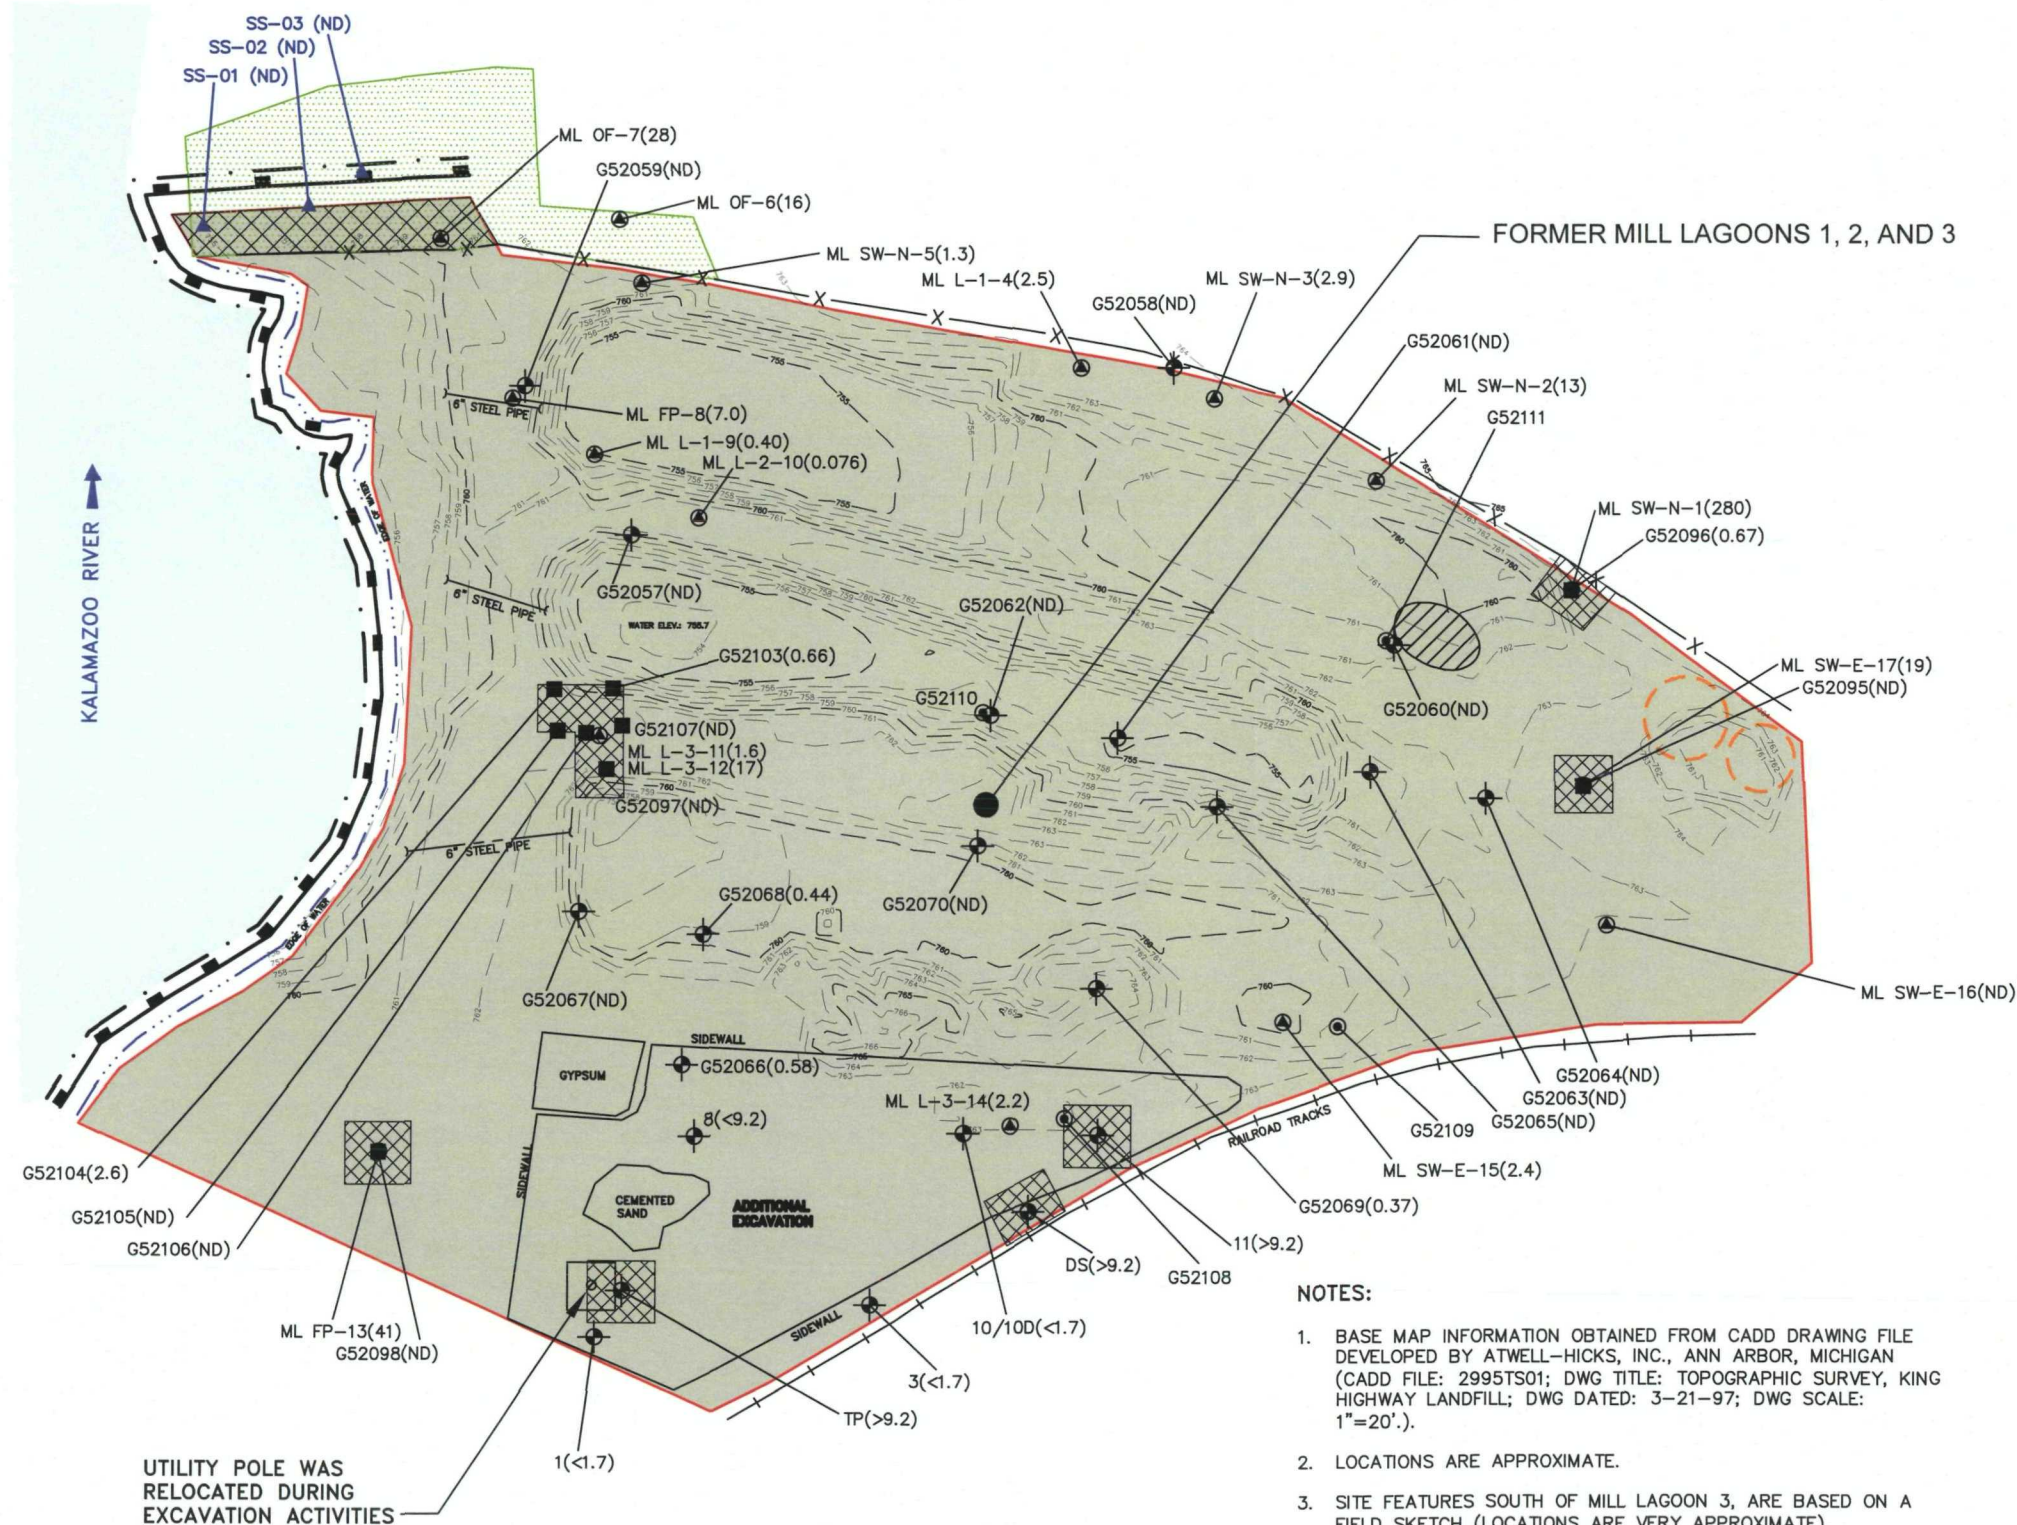 SS-03 (ND)
SS-02 (ND)
SS-01 (ND)
ML OF-7(28)
G52059(ND)
ML OF-6(16)
ML SW-N-5(1.3)
ML L-1-4(2.5)
G52058(ND)
ML SW-N-3(2.9)
FORMER MILL LAGOONS 1, 2, AND 3
G52061(ND)
ML SW-N-2(13)
G52111
ML SW-N-1(280)
G52096(0.67)
6" STEEL PIPE
ML FP-8(7.0)
ML L-1-9(0.40)
ML L-2-10(0.076)
KALAMAZOO RIVER
EDGE OF WATER
G52057(ND)
6" STEEL PIPE
WATER ELEV.: 755.7
G52062(ND)
G52103(0.66)
G52110
G52060(ND)
ML SW-E-17(19)
G52095(ND)
G52107(ND)
ML L-3-11(1.6)
ML L-3-12(17)
G52097(ND)
6" STEEL PIPE
EDGE OF WATER
G52068(0.44)
G52070(ND)
G52067(ND)
ML SW-E-16(ND)
SIDEWALL
GYPSUM
G52066(0.58)
8(<9.2)
ML L-3-14(2.2)
G52064(ND)
G52063(ND)
G52065(ND)
G52109
RAILROAD TRACKS
ML SW-E-15(2.4)
G52104(2.6)
G52105(ND)
G52106(ND)
SIDEWALL
CEMENTED
SAND
ADDITIONAL
EXCAVATION
G52069(0.37)
11(>9.2)
DS(>9.2)
G52108
ML FP-13(41)
G52098(ND)
SIDEWALL
10/10D(<1.7)
3(<1.7)
TP(>9.2)
1(<1.7)
UTILITY POLE WAS
RELOCATED DURING
EXCAVATION ACTIVITIES
NOTES:
1. BASE MAP INFORMATION OBTAINED FROM CADD DRAWING FILE
DEVELOPED BY ATWELL-HICKS, INC., ANN ARBOR, MICHIGAN
(CADD FILE: 2995TS01; DWG TITLE: TOPOGRAPHIC SURVEY, KING
HIGHWAY LANDFILL; DWG DATED: 3-21-97; DWG SCALE:
1"=20'.).
2. LOCATIONS ARE APPROXIMATE.
3. SITE FEATURES SOUTH OF MILL LAGOON 3, ARE BASED ON A
FIELD SKETCH (LOCATIONS ARE VERY APPROXIMATE)